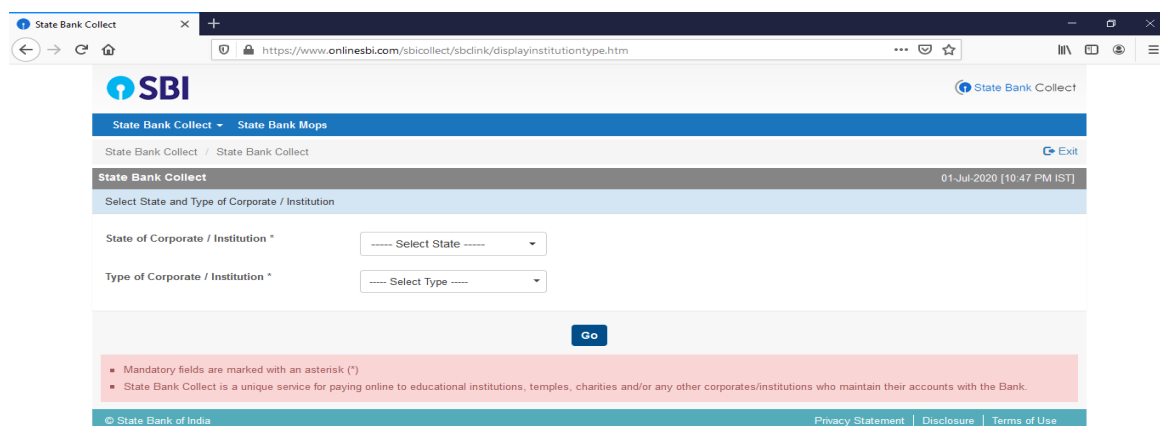 State Bank Collect
https://www.onlinesbi.com/sbicollect/sbclink/displayinstitutiontype.htm
SBI
State Bank Collect
State Bank Collect State Bank Mops
State Bank Collect / State Bank Collect Exit
State Bank Collect 01-Jul-2020 [10:47 PM IST]
Select State and Type of Corporate / Institution
State of Corporate / Institution * ----- Select State -----
Type of Corporate / Institution * ----- Select Type -----
Go
Mandatory fields are marked with an asterisk (*)
State Bank Collect is a unique service for paying online to educational institutions, temples, charities and/or any other corporates/institutions who maintain their accounts with the Bank.
© State Bank of India Privacy Statement | Disclosure | Terms of Use